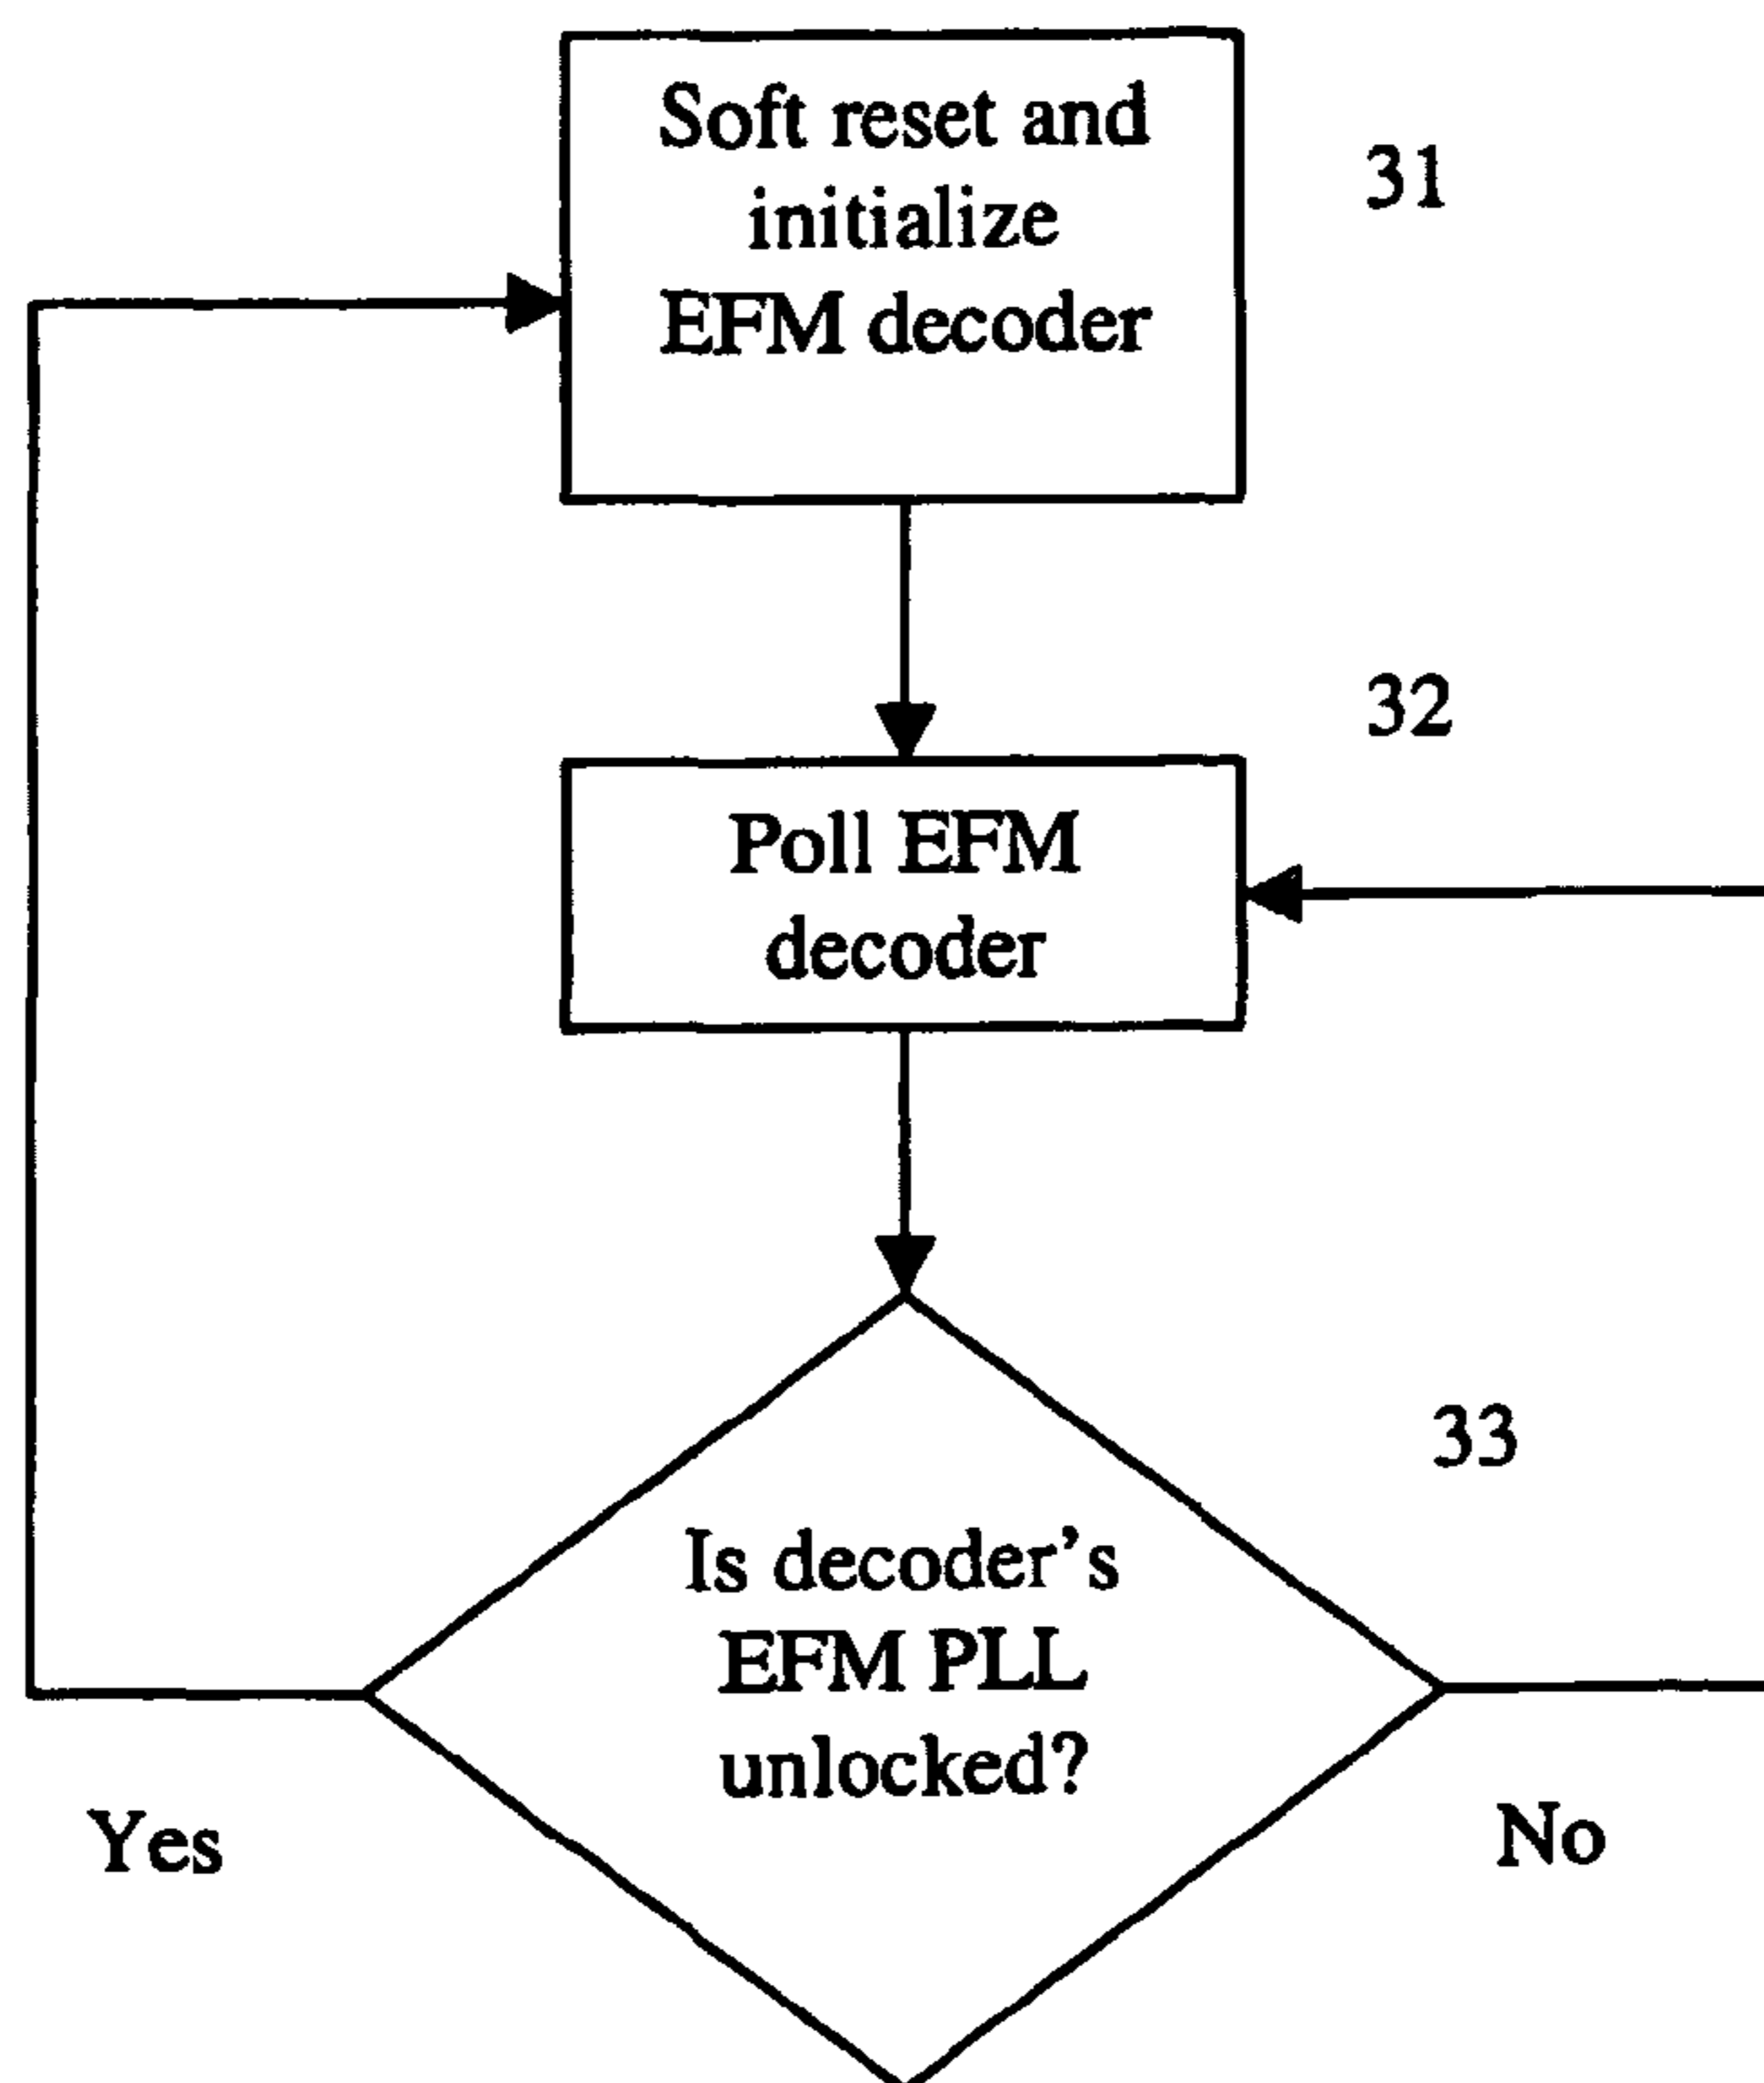 Soft reset and
initialize
EFM decoder
31
32
Poll EFM
decoder
33
Is decoder's
EFM PLL
unlocked?
Yes
No